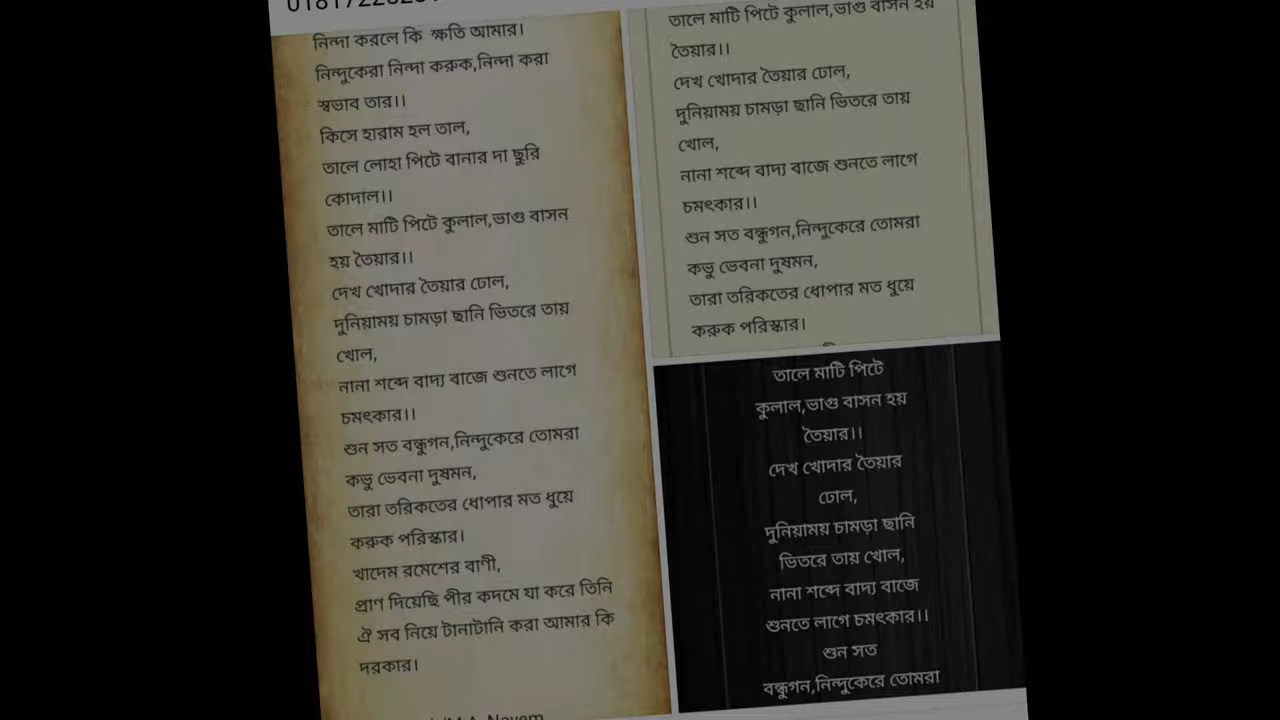 নিন্দা করলে কি ক্ষতি আমার।
নিন্দুকেরা নিন্দা করুক,নিন্দা করা
স্বভাব তার।।
কিসে হারাম হল তাল,
তালে লোহা পিটে বানার দা ছুরি
কোদাল।।
তালে মাটি পিটে কুলাল,ভাগু বাসন
হয় তৈয়ার।।
দেখ খোদার তৈয়ার ঢোল,
দুনিয়াময় চামড়া ছানি ভিতরে তায়
খোল,
নানা শব্দে বাদ্য বাজে শুনতে লাগে
চমৎকার।।
শুন সত বন্ধুগন,নিন্দুকেরে তোমরা
কভু ভেবনা দুষমন,
তারা তরিকতের ধোপার মত ধুয়ে
করুক পরিস্কার।
খাদেম রমেশের বাণী,
প্রাণ দিয়েছি পীর কদমে যা করে তিনি
ঐ সব নিয়ে টানাটানি করা আমার কি
দরকার।
তালে মাটি পিটে কুলাল,ভাগু বাসন হয়
তৈয়ার।।
দেখ খোদার তৈয়ার ঢোল,
দুনিয়াময় চামড়া ছানি ভিতরে তায়
খোল,
নানা শব্দে বাদ্য বাজে শুনতে লাগে
চমৎকার।।
শুন সত বন্ধুগন,নিন্দুকেরে তোমরা
কভু ভেবনা দুষমন,
তারা তরিকতের ধোপার মত ধুয়ে
করুক পরিস্কার।
তালে মাটি পিটে
কুলাল,ভাগু বাসন হয়
তৈয়ার।।
দেখ খোদার তৈয়ার
ঢোল,
দুনিয়াময় চামড়া ছানি
ভিতরে তায় খোল,
নানা শব্দে বাদ্য বাজে
শুনতে লাগে চমৎকার।।
শুন সত
বন্ধুগন,নিন্দুকেরে তোমরা